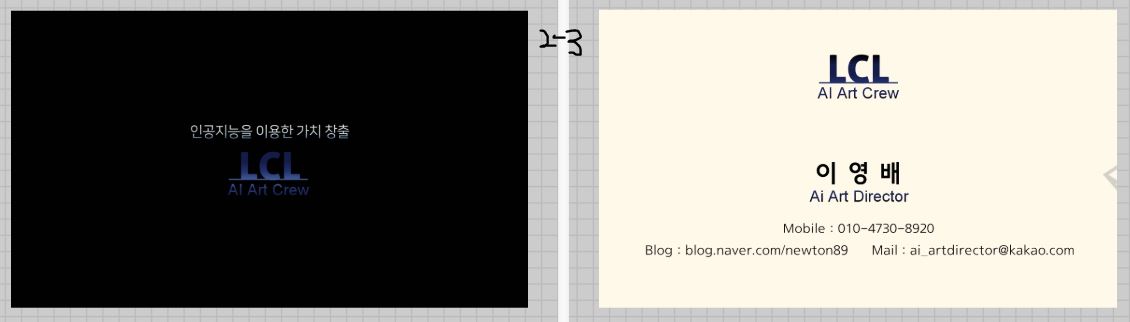 인공지능을 이용한 가치 창출
LCL
AI Art Crew
2-3
LCL
AI Art Crew
이 영 배
Ai Art Director
Mobile : 010-4730-8920
Blog : blog.naver.com/newton89 Mail : ai_artdirector@kakao.com